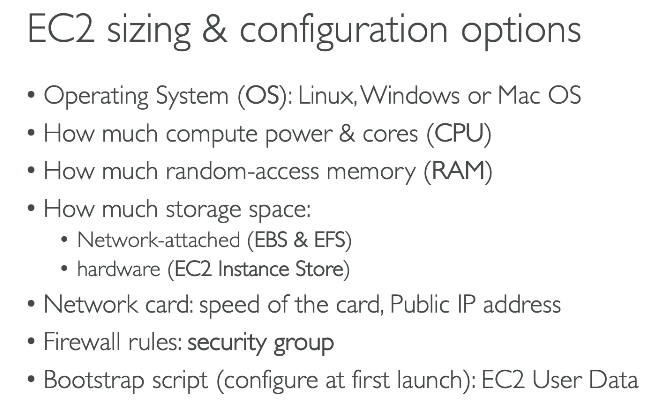 EC2 sizing & configuration options
• Operating System (OS): Linux, Windows or Mac OS
• How much compute power & cores (CPU)
• How much random-access memory (RAM)
• How much storage space:
• Network-attached (EBS & EFS)
• hardware (EC2 Instance Store)
• Network card: speed of the card, Public IP address
• Firewall rules: security group
• Bootstrap script (configure at first launch): EC2 User Data